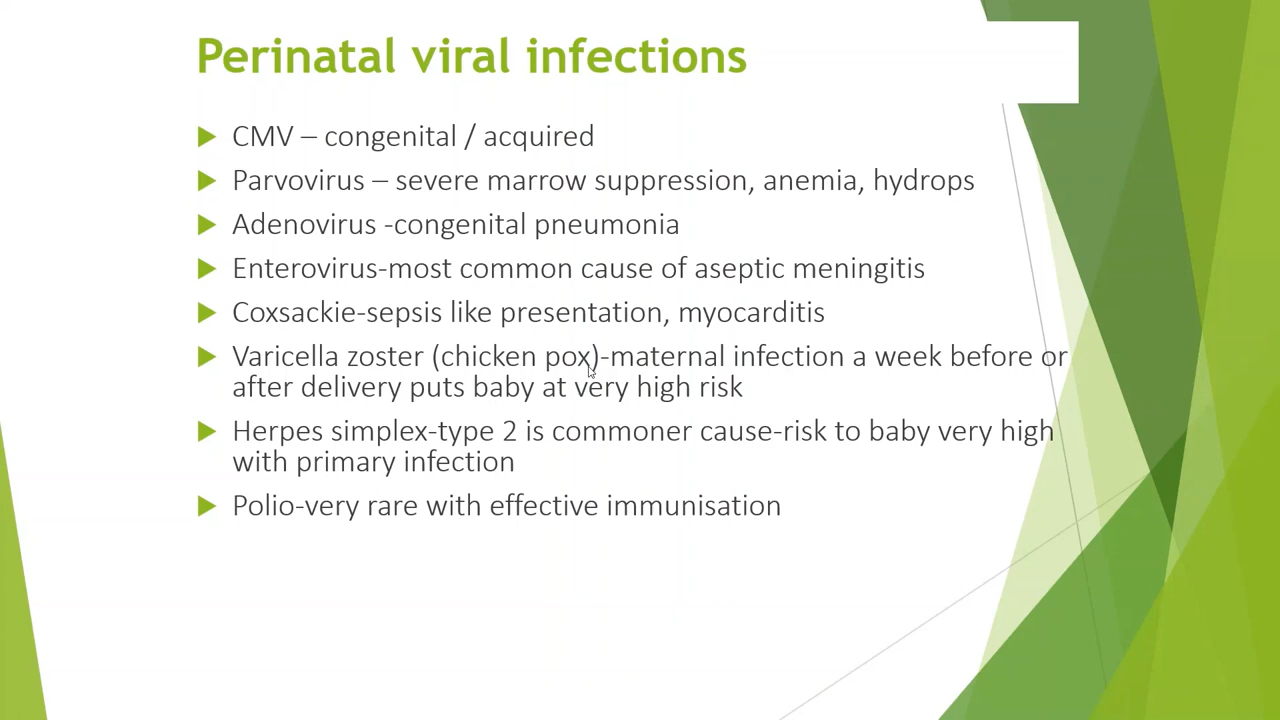 Perinatal viral infections
CMV – congenital / acquired
Parvovirus – severe marrow suppression, anemia, hydrops
Adenovirus -congenital pneumonia
Enterovirus-most common cause of aseptic meningitis
Coxsackie-sepsis like presentation, myocarditis
Varicella zoster (chicken pox)-maternal infection a week before or
after delivery puts baby at very high risk
Herpes simplex-type 2 is commoner cause-risk to baby very high
with primary infection
Polio-very rare with effective immunisation